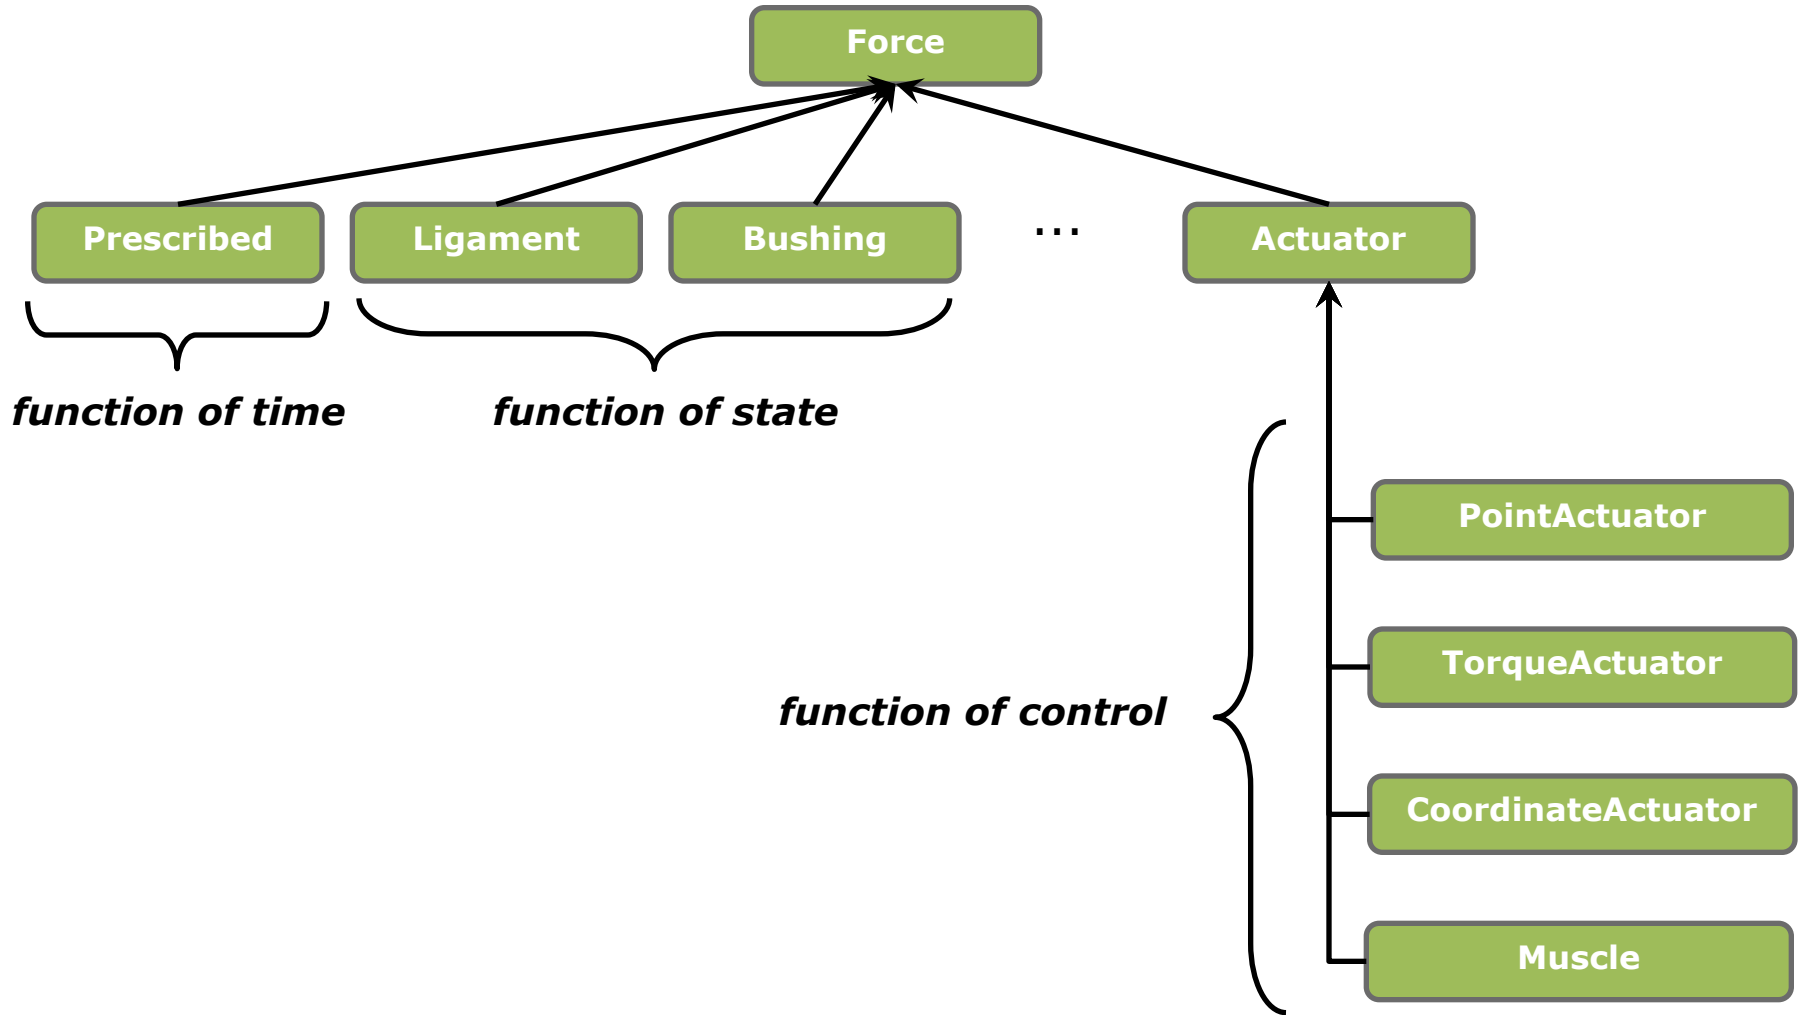 Force
Prescribed
Ligament
Bushing
...
Actuator
function of time
function of state
PointActuator
TorqueActuator
function of control
CoordinateActuator
Muscle